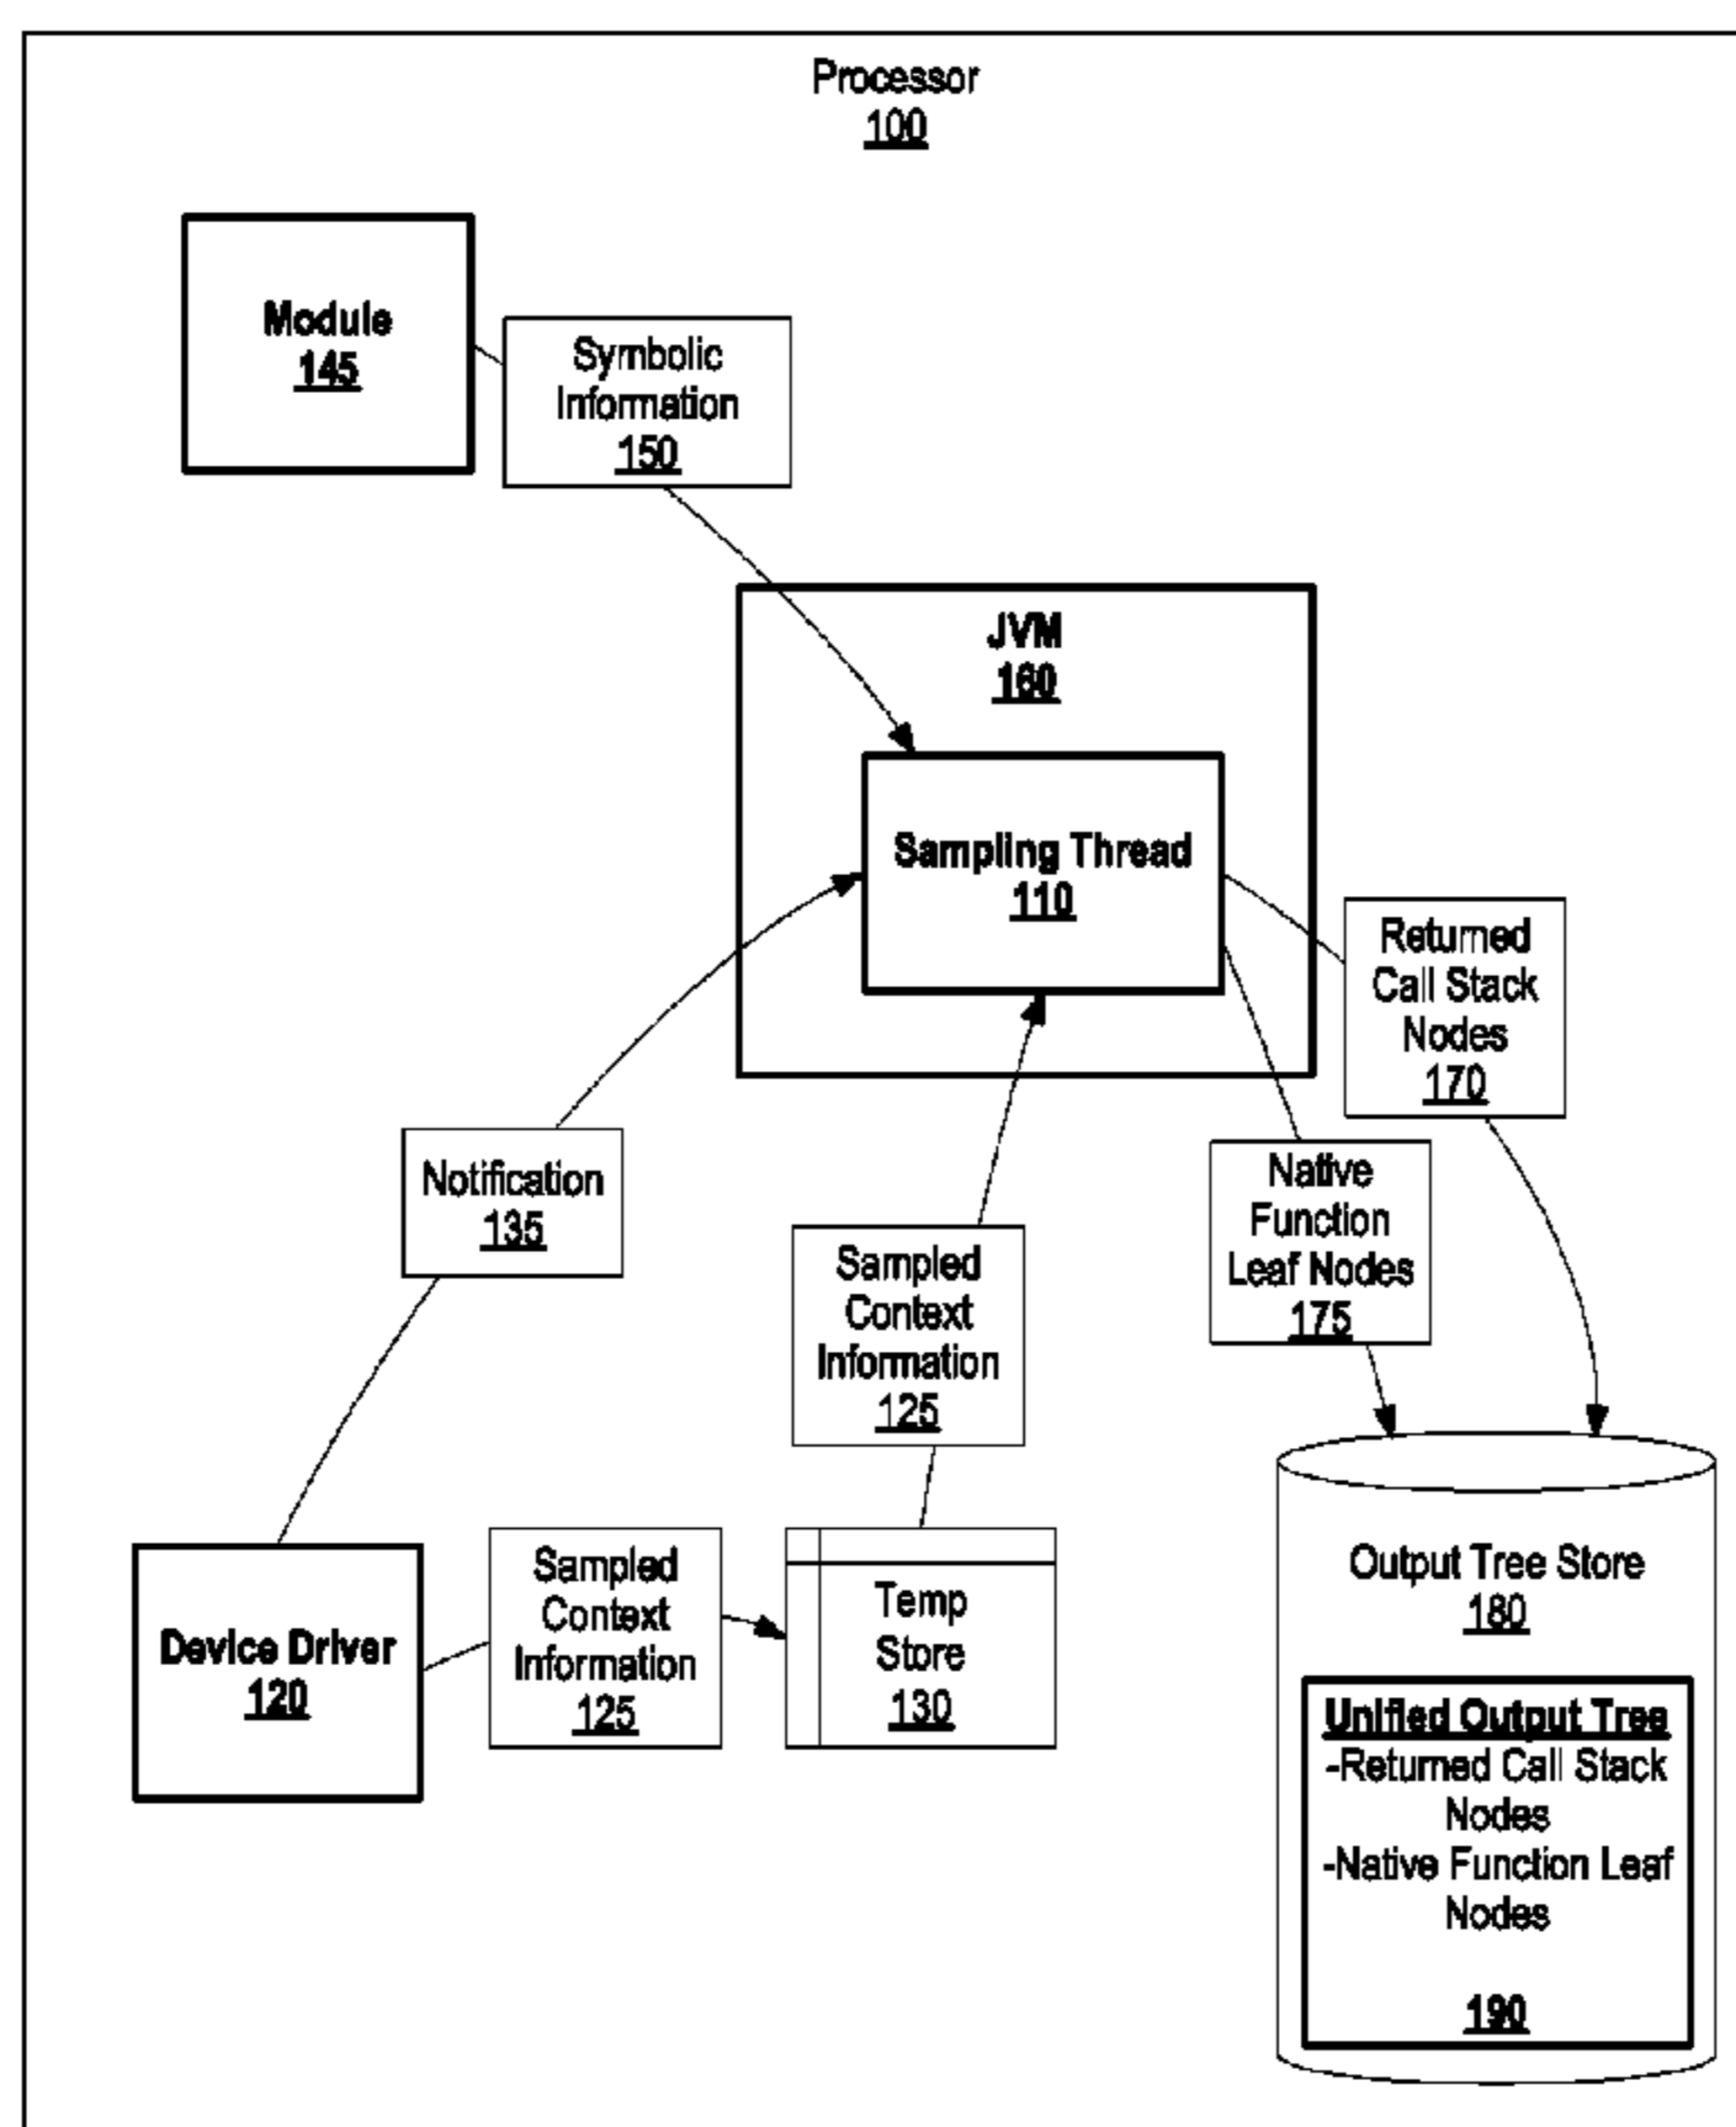 Processor
100
Module
145
Symbolic
Information
150
JVM
160
Sampling Thread
110
Returned
Call Stack
Nodes
170
Notification
135
Native
Function
Leaf Nodes
175
Sampled
Context
Information
125
Device Driver
120
Sampled
Context
Information
125
Temp
Store
130
Output Tree Store
180
Unified Output Tree
-Returned Call Stack
Nodes
-Native Function Leaf
Nodes
190